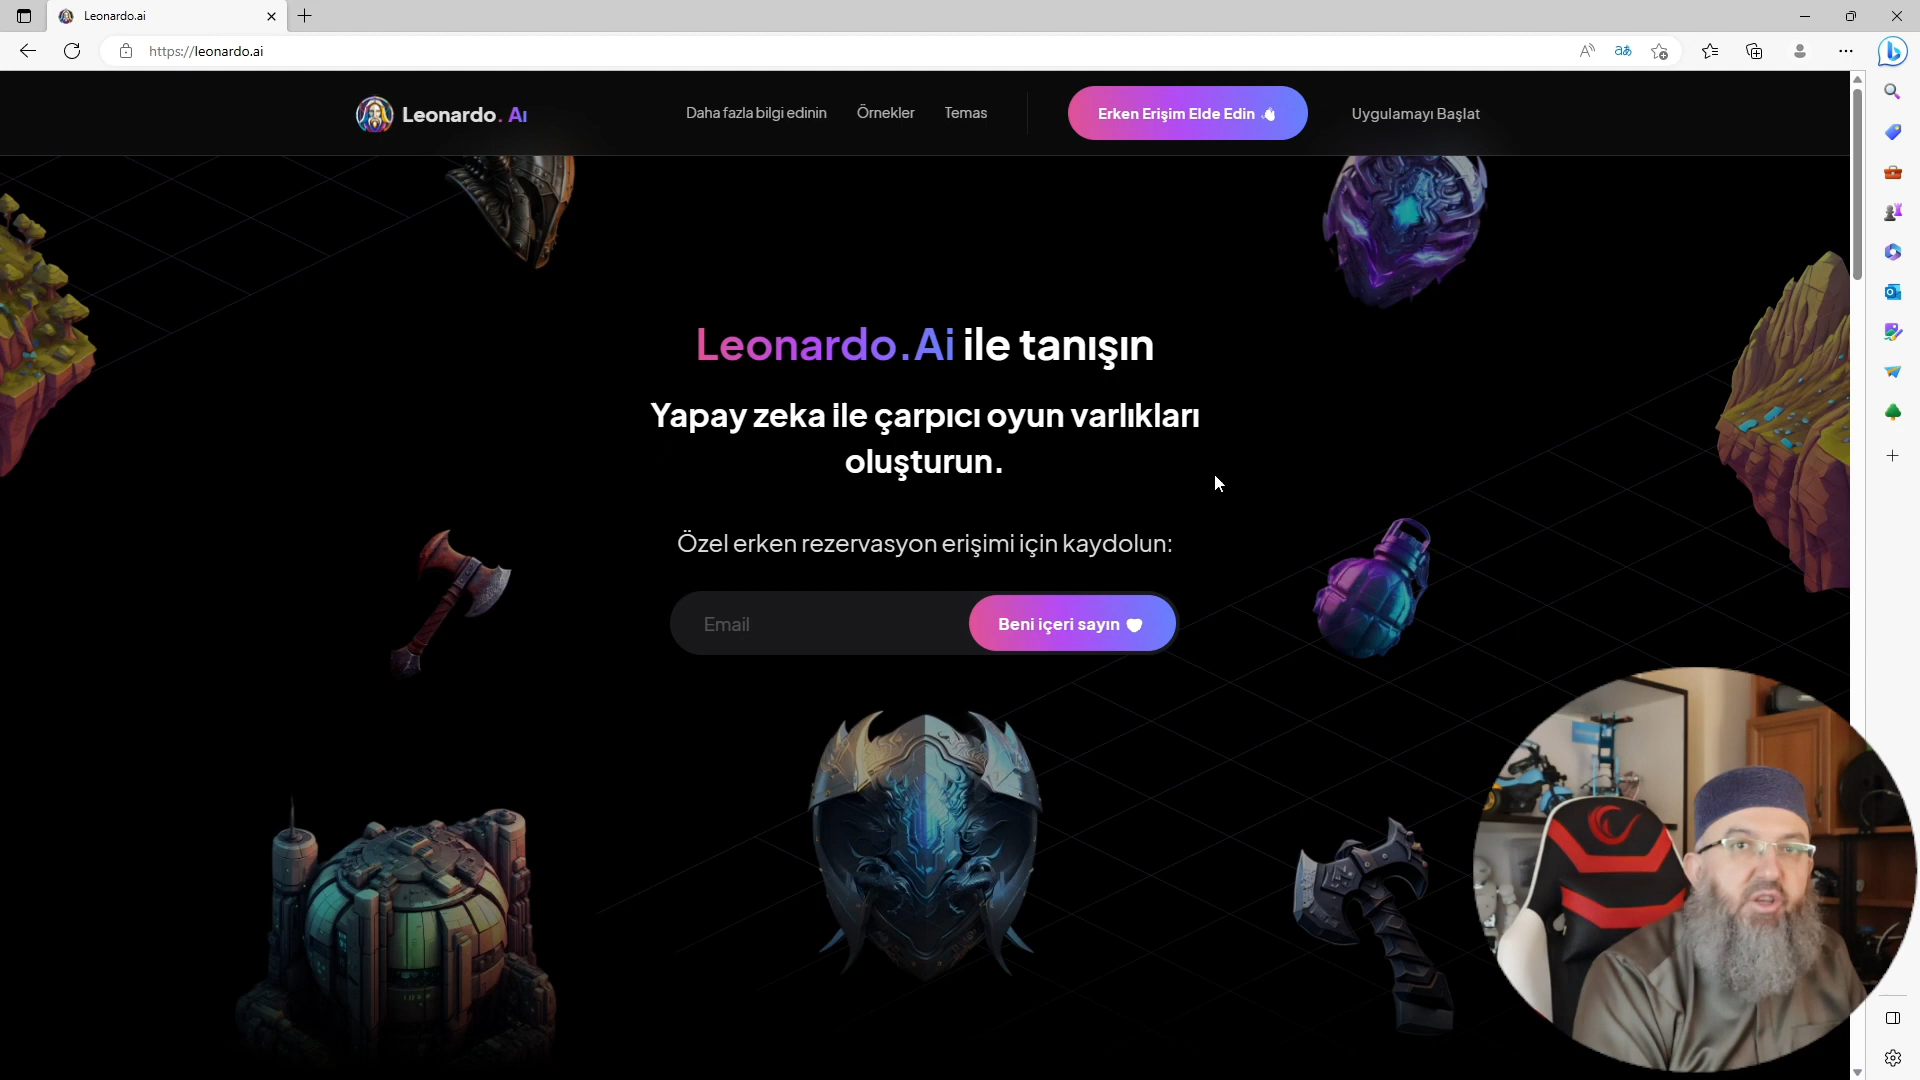 Leonardo.ai
https://leonardo.ai
Leonardo. Aı
Daha fazla bilgi edinin
Örnekler
Temas
Erken Erişim Elde Edin
Uygulamayı Başlat
Leonardo.Ai ile tanışın
Yapay zeka ile çarpıcı oyun varlıkları
oluşturun.
Özel erken rezervasyon erişimi için kaydolun:
Email
Beni içeri sayın